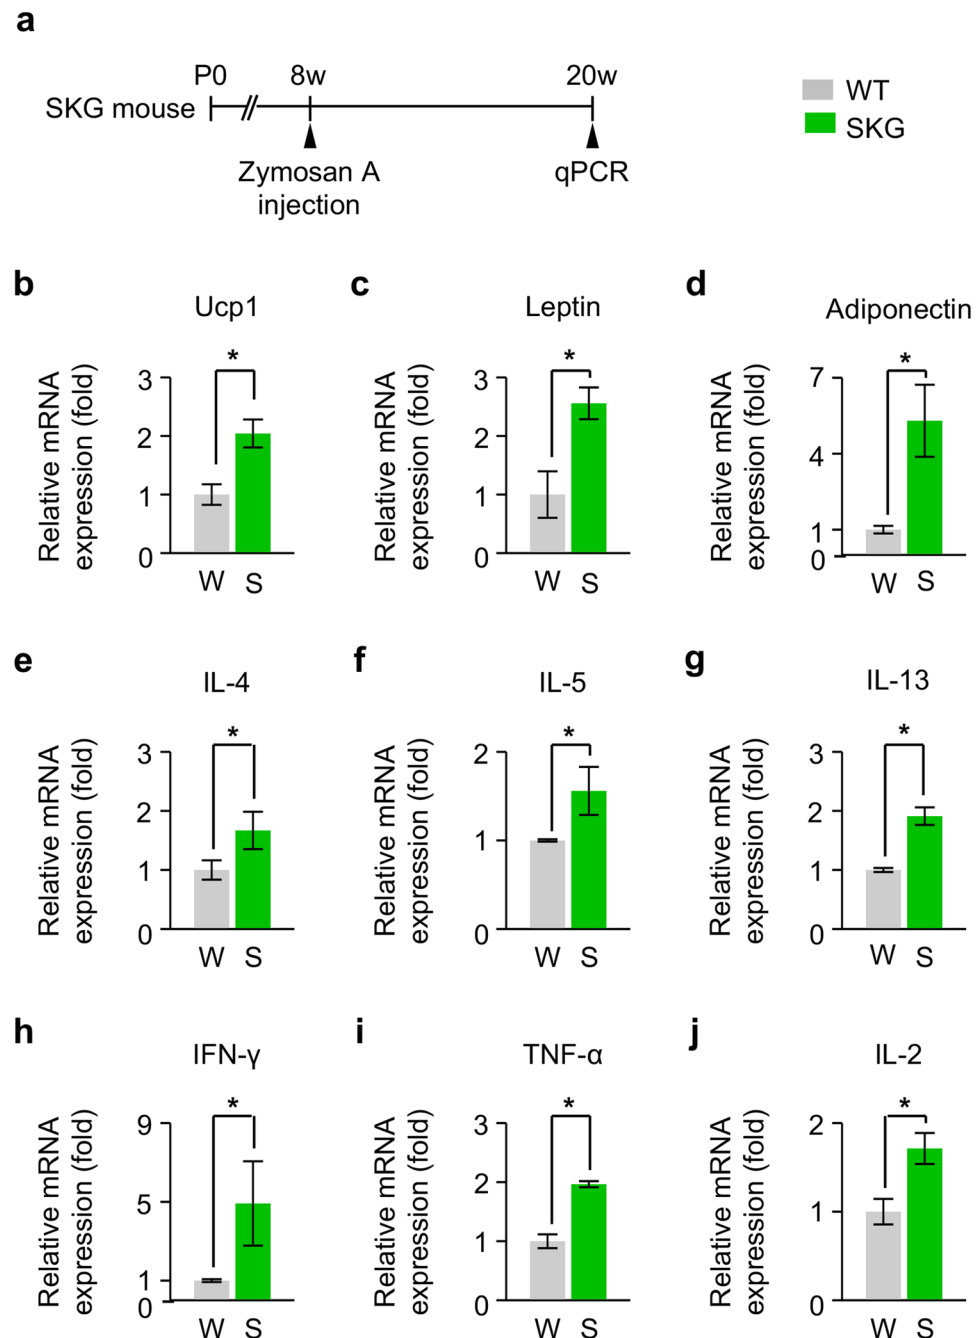 a
P0 8w 20w
SKG mouse
Zymosan A
injection
qPCR
WT
SKG
b
Ucp1
Relative mRNA
expression (fold)
3
2
1
0
*
W S
c
Leptin
Relative mRNA
expression (fold)
3
2
1
0
*
W S
d
Adiponectin
Relative mRNA
expression (fold)
7
4
1
0
*
W S
e
IL-4
Relative mRNA
expression (fold)
3
2
1
0
*
W S
f
IL-5
Relative mRNA
expression (fold)
2
1
0
*
W S
g
IL-13
Relative mRNA
expression (fold)
3
2
1
0
*
W S
h
IFN-γ
Relative mRNA
expression (fold)
9
5
1
0
*
W S
i
TNF-α
Relative mRNA
expression (fold)
3
2
1
0
*
W S
j
IL-2
Relative mRNA
expression (fold)
2
1
0
*
W S